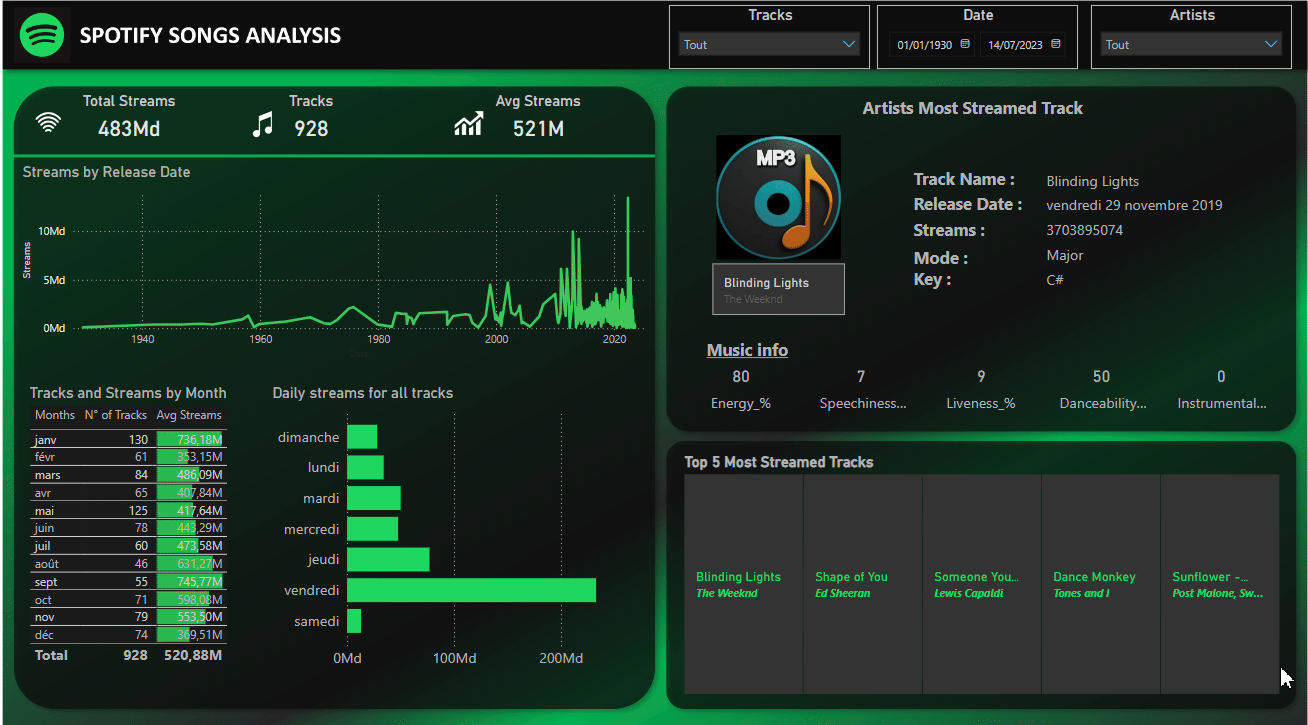 SPOTIFY SONGS ANALYSIS
Tracks
Tout
Date
01/01/1930 14/07/2023
Artists
Tout
Total Streams
483Md
Tracks
928
Avg Streams
521M
Streams by Release Date
Streams
10Md
5Md
0Md
1940 1960 1980 2000 2020
Tracks and Streams by Month
Months N° of Tracks Avg Streams
janv 130 736,18M
févr 61 353,15M
mars 84 486,09M
avr 65 407,84M
mai 125 417,64M
juin 78 443,29M
juil 60 473,58M
août 46 631,27M
sept 55 745,77M
oct 71 598,08M
nov 79 553,50M
déc 74 369,51M
Total 928 520,88M
Daily streams for all tracks
dimanche
lundi
mardi
mercredi
jeudi
vendredi
samedi
0Md 100Md 200Md
Artists Most Streamed Track
MP3
Blinding Lights
The Weeknd
Track Name : Blinding Lights
Release Date : vendredi 29 novembre 2019
Streams : 3703895074
Mode : Major
Key : C#
Music info
80 7 9 50 0
Energy_% Speechiness... Liveness_% Danceability... Instrumental...
Top 5 Most Streamed Tracks
Blinding Lights
The Weeknd
Shape of You
Ed Sheeran
Someone You...
Lewis Capaldi
Dance Monkey
Tones and I
Sunflower -...
Post Malone, Sw...